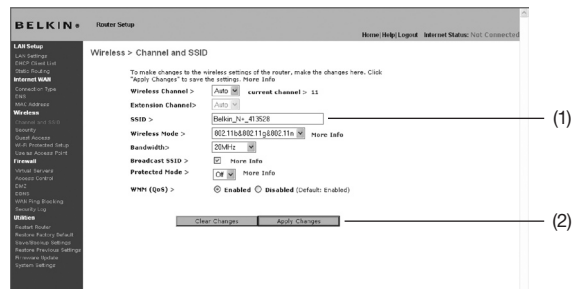 BELKIN
Router Setup
Home| Help| Logout Internet Status: Not Connected
LAN Setup
LAN Settings
DHCP Client List
Static Routing
Internet WAN
Connection Type
DNS
MAC Address
Wireless
Channel and SSID
Security
Guest Access
Wi-Fi Protected Setup
Use as Access Point
Firewall
Virtual Servers
Access Control
DMZ
DDNS
WAN Ping Blocking
Security Log
Utilities
Restart Router
Restore Factory Default
Save/Backup Settings
Restore Previous Settings
Firmware Update
System Settings
Wireless > Channel and SSID
To make changes to the wireless settings of the router, make the changes here. Click
"Apply Changes" to save the settings. More Info
Wireless Channel > Auto current channel > 11
Extension Channel> Auto
SSID > Belkin_N+_413528 (1)
Wireless Mode > 802.11b&802.11g&802.11n More Info
Bandwidth> 20MHz
Broadcast SSID > More Info
Protected Mode > Off More Info
WMM (QoS) > Enabled Disabled (Default: Enabled)
Clear Changes Apply Changes (2)